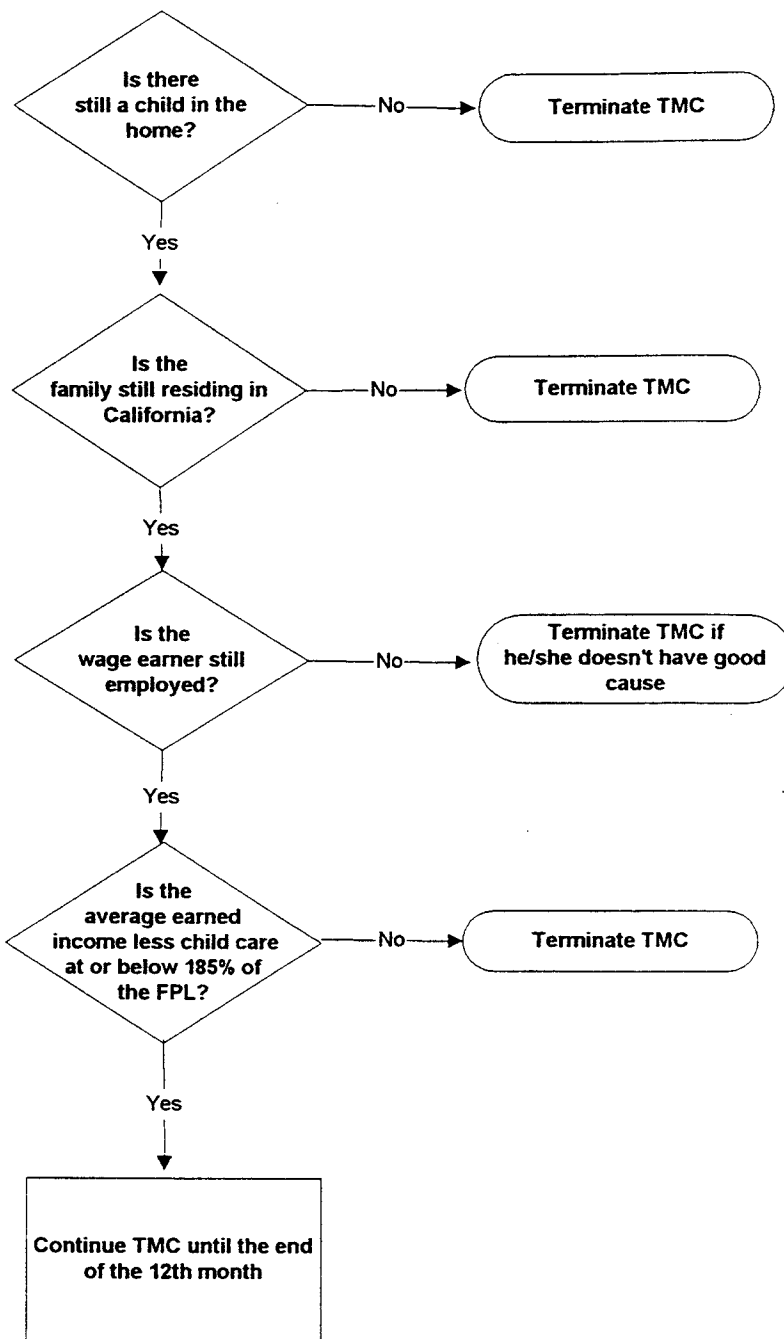 Is there
still a child in the
home?
No
Terminate TMC
Yes
Is the
family still residing in
California?
No
Terminate TMC
Yes
Is the
wage earner still
employed?
No
Terminate TMC if
he/she doesn't have good
cause
Yes
Is the
average earned
income less child care
at or below 185% of
the FPL?
No
Terminate TMC
Yes
Continue TMC until the end
of the 12th month